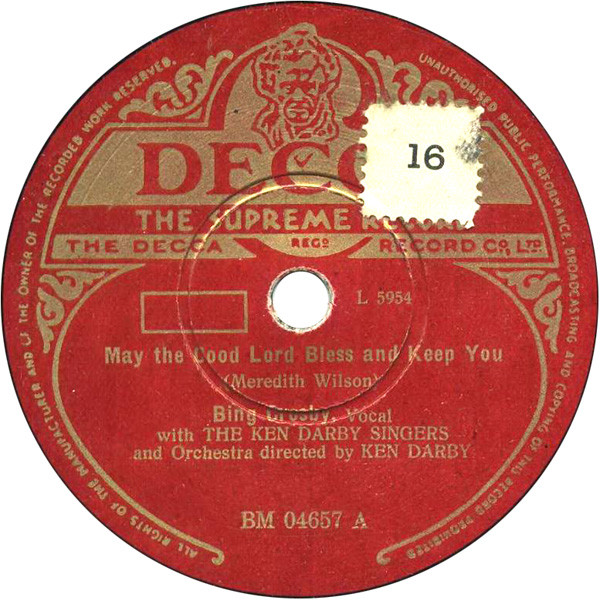 ALL RIGHTS OF THE MANUFACTURER AND OF THE OWNER OF THE RECORDED WORK RESERVED.
UNAUTHORISED PUBLIC PERFORMANCE, BROADCASTING AND COPYING OF THIS RECORD PROHIBITED
DECC
16
THE SUPREME
THE DECCA REGD RECORD CO., LTD
L 5954
May the Good Lord Bless and Keep You
(Meredith Wilson)
Bing Crosby, Vocal
with THE KEN DARBY SINGERS
and Orchestra directed by KEN DARBY
BM 04657 A